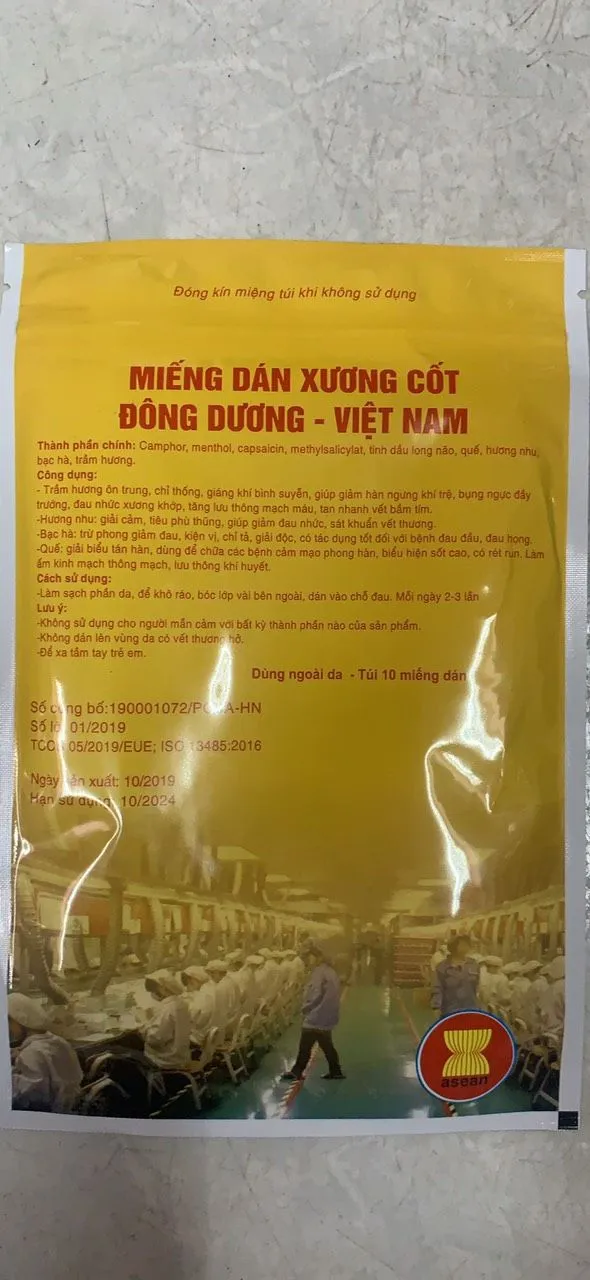 Đóng kín miệng túi khi không sử dụng
MIẾNG DÁN XƯƠNG CỐT
ĐÔNG DƯƠNG - VIỆT NAM
Thành phần chính: Camphor, menthol, capsaicin, methylsalicylat, tinh dầu long não, quế, hương nhu,
bạc hà, trầm hương.
Công dụng:
- Trầm hương ôn trung, chỉ thống, giáng khí bình suyễn, giúp giảm hàn ngưng khí trệ, bụng ngực đầy
trướng, đau nhức xương khớp, tăng lưu thông mạch máu, tan nhanh vết bầm tím.
-Hương nhu: giải cảm, tiêu phù thũng, giúp giảm đau nhức, sát khuẩn vết thương.
-Bạc hà: trừ phong giảm đau, kiện vị, chỉ tả, giải độc, có tác dụng tốt đối với bệnh đau đầu, đau họng.
-Quế: giải biểu tán hàn, dùng để chữa các bệnh cảm mạo phong hàn, biểu hiện sốt cao, có rét run. Làm
ấm kinh mạch thông mạch, lưu thông khí huyết.
Cách sử dụng:
-Làm sạch phần da, để khô ráo, bóc lớp vải bên ngoài, dán vào chỗ đau. Mỗi ngày 2-3 lần
Lưu ý:
-Không sử dụng cho người mẫn cảm với bất kỳ thành phần nào của sản phẩm.
-Không dán lên vùng da có vết thương hở.
-Để xa tầm tay trẻ em.
Dùng ngoài da - Túi 10 miếng dán
Số công bố:190001072/PCBA-HN
Số lô: 01/2019
TCCS 05/2019/EUE; ISO 13485:2016
Ngày sản xuất: 10/2019
Hạn sử dụng: 10/2024
asean